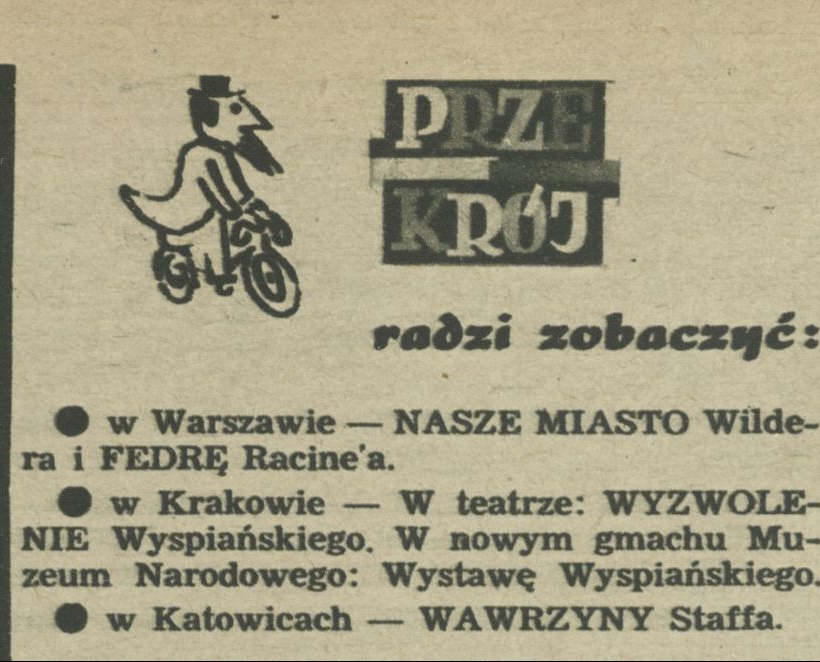 PRZE
KRÓJ
radzi zobaczyć:
● w Warszawie — NASZE MIASTO Wilde-
ra i FEDRĘ Racine'a.
● w Krakowie — W teatrze: WYZWOLE-
NIE Wyspiańskiego. W nowym gmachu Mu-
zeum Narodowego: Wystawę Wyspiańskiego.
● w Katowicach — WAWRZYNY Staffa.